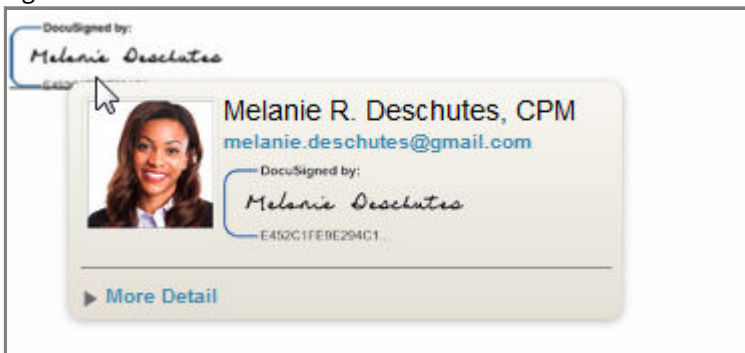 DocuSigned by:
Melanie Deschutes
Melanie R. Deschutes, CPM
melanie.deschutes@gmail.com
DocuSigned by:
Melanie Deschutes
E452C1FE9E294C1...
More Detail